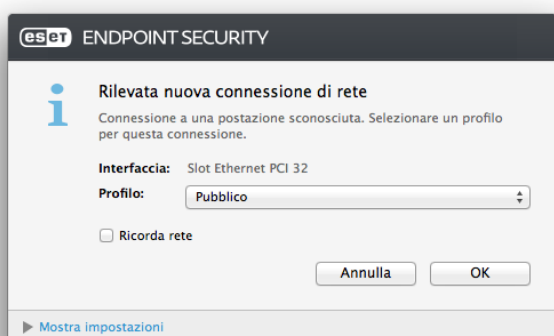 eset ENDPOINT SECURITY
Rilevata nuova connessione di rete
Connessione a una postazione sconosciuta. Selezionare un profilo
per questa connessione.
Interfaccia: Slot Ethernet PCI 32
Profilo: Pubblico
Ricorda rete
Annulla OK
Mostra impostazioni